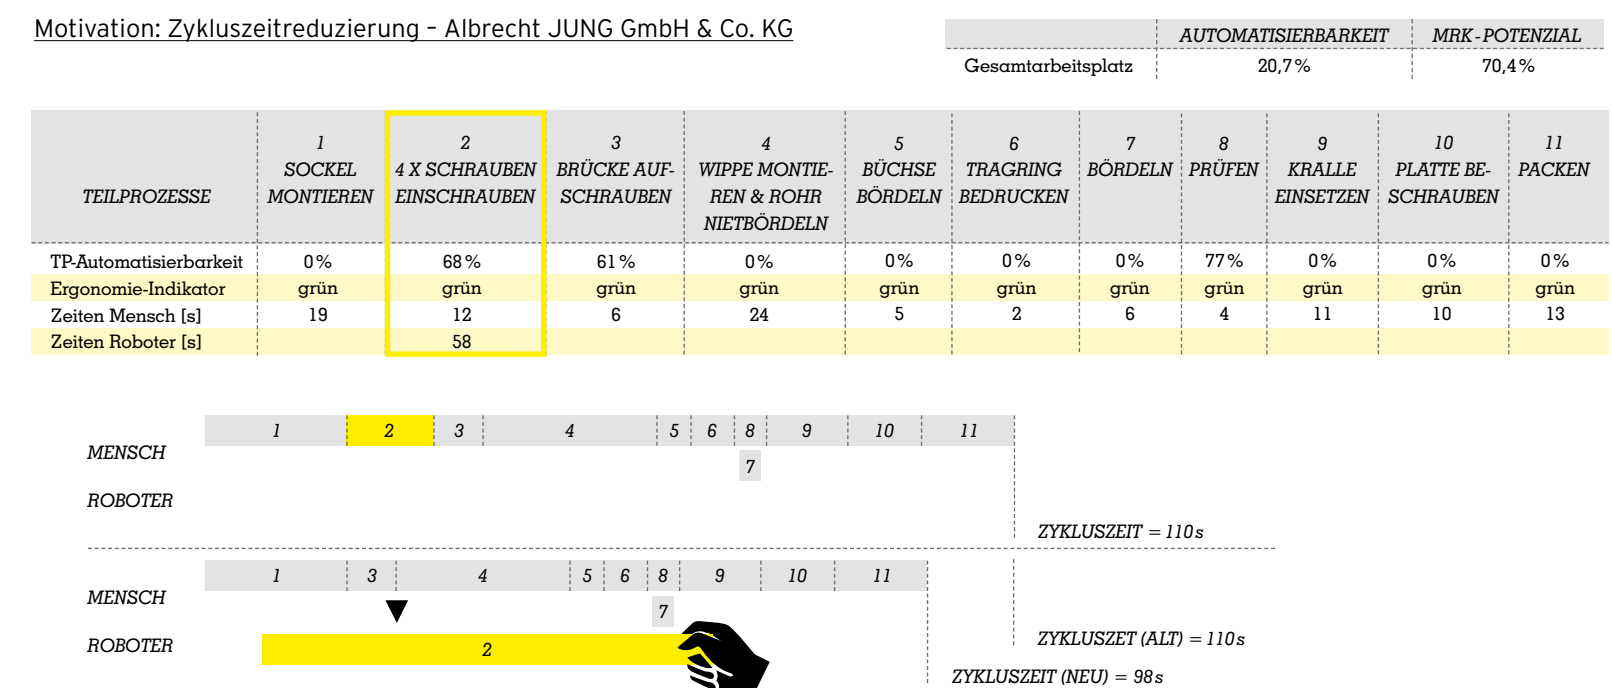 Motivation: Zykluszeitreduzierung – Albrecht JUNG GmbH & Co. KG
AUTOMATISIERBARKEIT MRK-POTENZIAL
Gesamtarbeitsplatz 20,7% 70,4%
1 2 3 4 5 6 7 8 9 10 11
SOCKEL 4 X SCHRAUBEN BRÜCKE AUF- WIPPE MONTIE- BÜCHSE TRAGRING BÖRDELN PRÜFEN KRALLE PLATTE BE- PACKEN
TEILPROZESSE MONTIEREN EINSCHRAUBEN SCHRAUBEN REN & ROHR BÖRDELN BEDRUCKEN EINSETZEN SCHRAUBEN
NIETBÖRDELN
TP-Automatisierbarkeit 0% 68% 61% 0% 0% 0% 0% 77% 0% 0% 0%
Ergonomie-Indikator grün grün grün grün grün grün grün grün grün grün grün
Zeiten Mensch [s] 19 12 6 24 5 2 6 4 11 10 13
Zeiten Roboter [s] 58
1 2 3 4 5 6 8 9 10 11
MENSCH
7
ROBOTER
ZYKLUSZEIT = 110s
1 3 4 5 6 8 9 10 11
MENSCH
7
ROBOTER
2
ZYKLUSZET (ALT) = 110s
ZYKLUSZEIT (NEU) = 98s